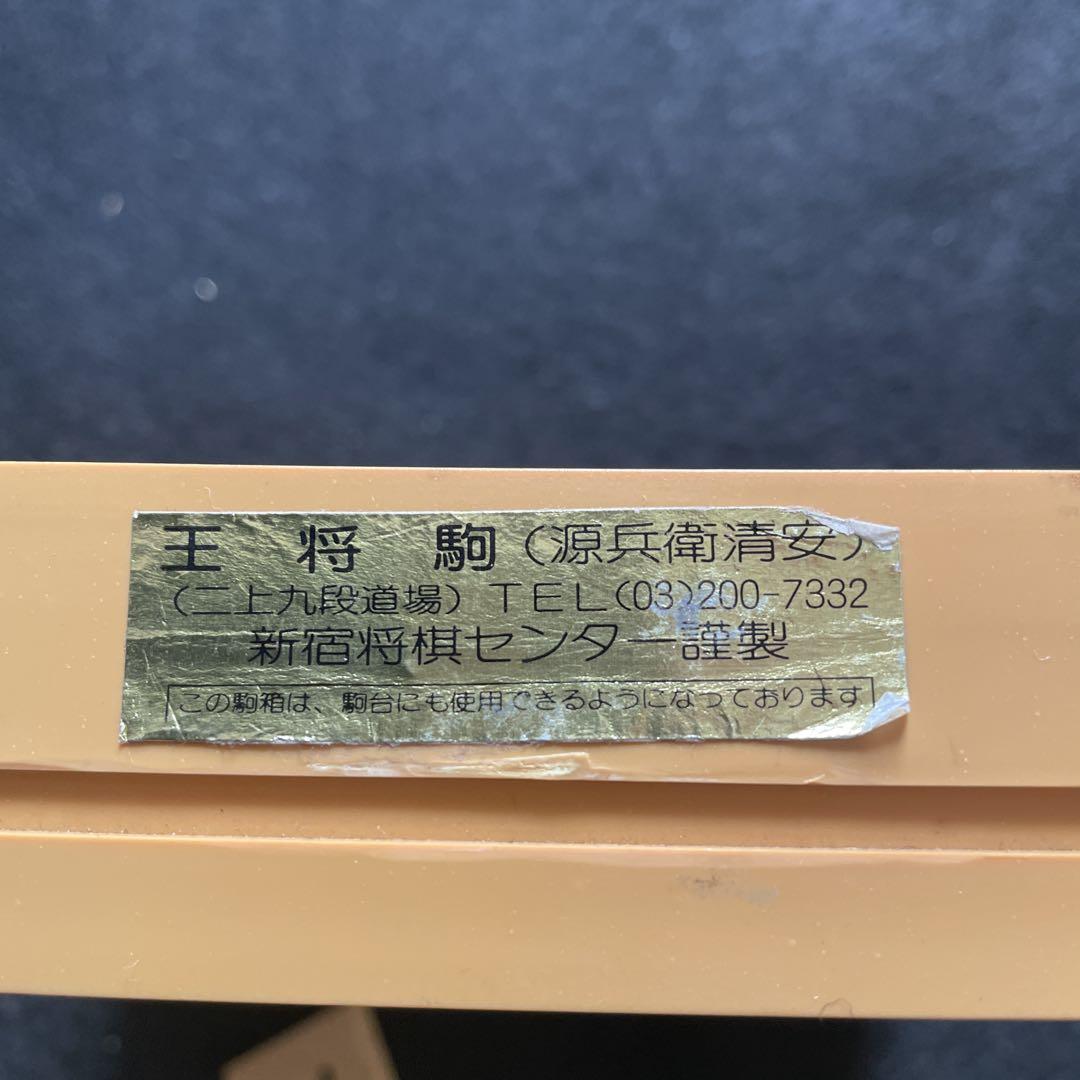 王将駒（源兵衛清安）
（二上九段道場）TEL(03)200-7332
新宿将棋センター謹製
この駒箱は、駒台にも使用できるようになっております